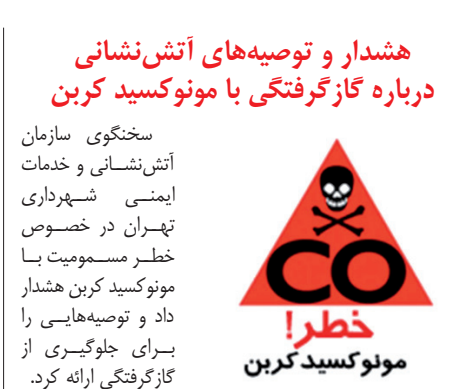 هشدار و توصیه‌های آتش‌نشانی
درباره گازگرفتگی با مونوکسید کربن
سخنگوی سازمان
آتش‌نشانی و خدمات
ایمنی شهرداری
تهران در خصوص
خطر مسمومیت با
مونوکسید کربن هشدار
داد و توصیه‌هایی را
برای جلوگیری از
گازگرفتگی ارائه کرد.
CO
خطر!
مونوکسید کربن